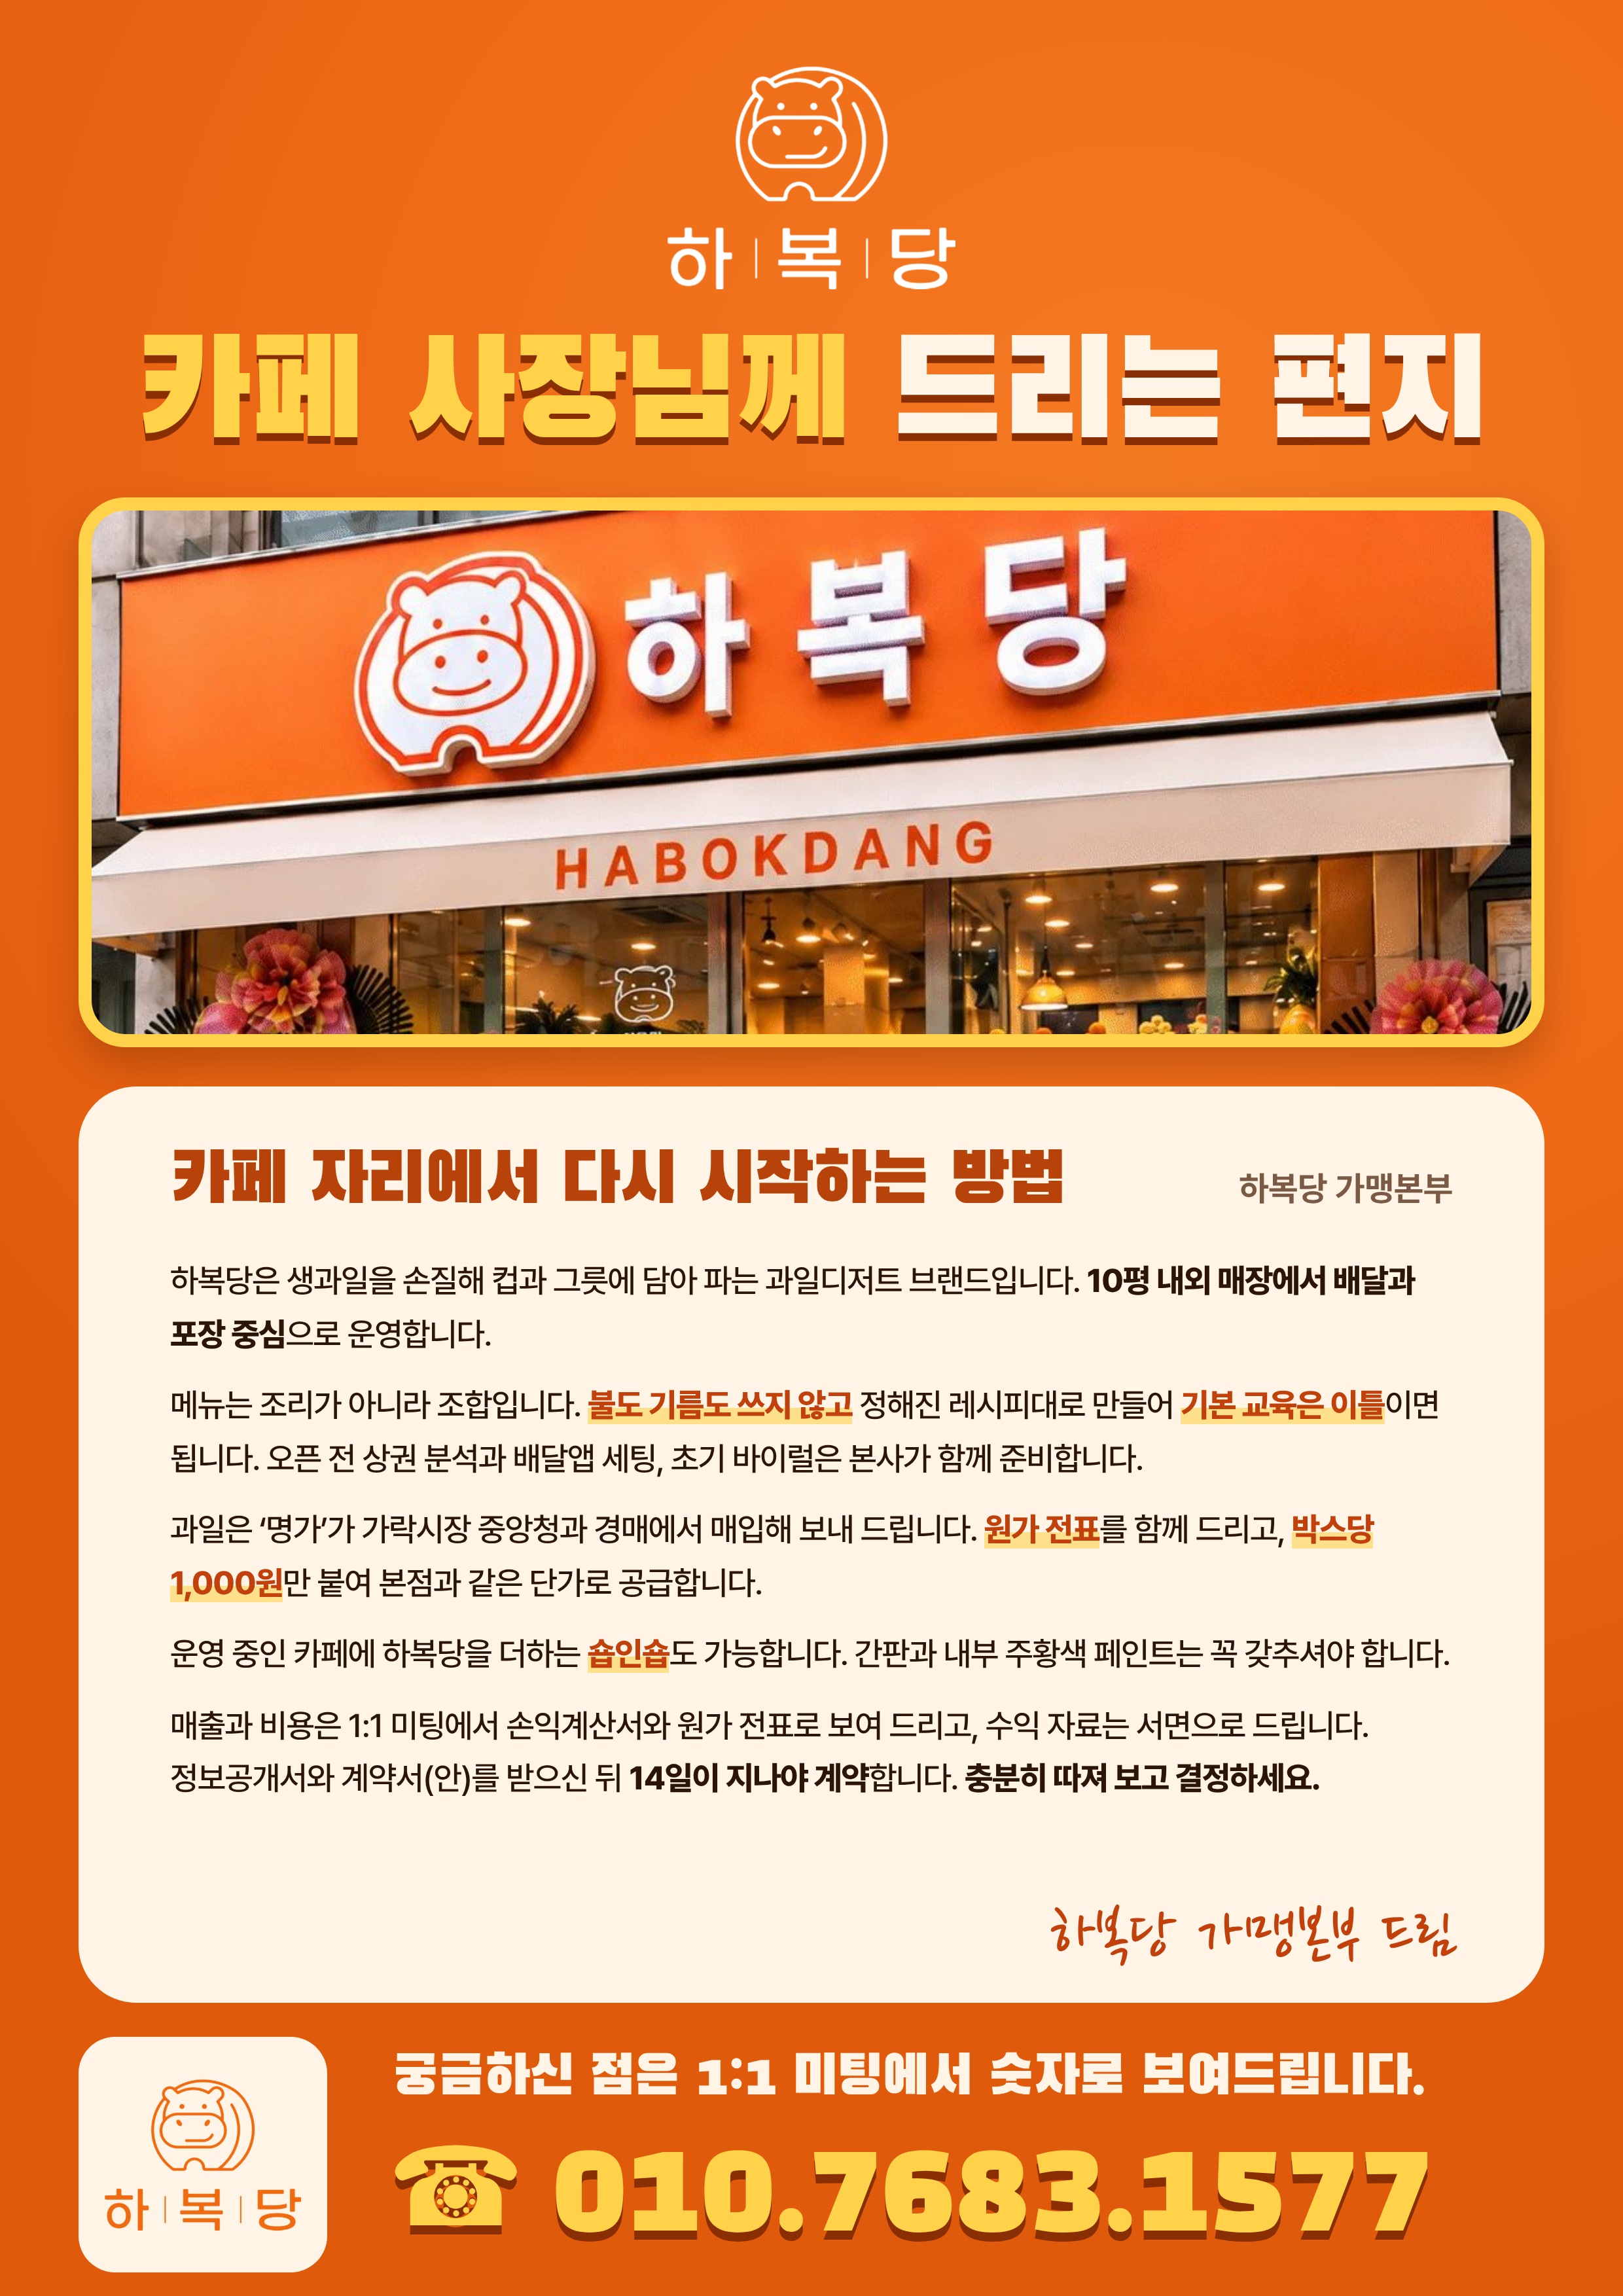 하복당
카페 사장님께 드리는 편지
하복당
HABOKDANG
카페 자리에서 다시 시작하는 방법
하복당 가맹본부
하복당은 생과일을 손질해 컵과 그릇에 담아 파는 과일디저트 브랜드입니다. 10평 내외 매장에서 배달과
포장 중심으로 운영합니다.
메뉴는 조리가 아니라 조합입니다. 불도 기름도 쓰지 않고 정해진 레시피대로 만들어 기본 교육은 이틀이면
됩니다. 오픈 전 상권 분석과 배달앱 세팅, 초기 바이럴은 본사가 함께 준비합니다.
과일은 ‘명가’가 가락시장 중앙청과 경매에서 매입해 보내 드립니다. 원가 전표를 함께 드리고, 박스당
1,000원만 붙여 본점과 같은 단가로 공급합니다.
운영 중인 카페에 하복당을 더하는 숍인숍도 가능합니다. 간판과 내부 주황색 페인트는 꼭 갖추셔야 합니다.
매출과 비용은 1:1 미팅에서 손익계산서와 원가 전표로 보여 드리고, 수익 자료는 서면으로 드립니다.
정보공개서와 계약서(안)를 받으신 뒤 14일이 지나야 계약합니다. 충분히 따져 보고 결정하세요.
하복당 가맹본부 드림
궁금하신 점은 1:1 미팅에서 숫자로 보여드립니다.
☎ 010.7683.1577
하복당